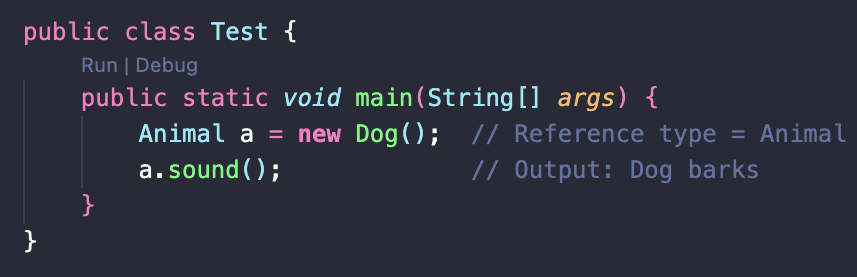 public class Test {
Run | Debug
public static void main(String[] args) {
Animal a = new Dog();  // Reference type = Animal
a.sound();             // Output: Dog barks
}
}